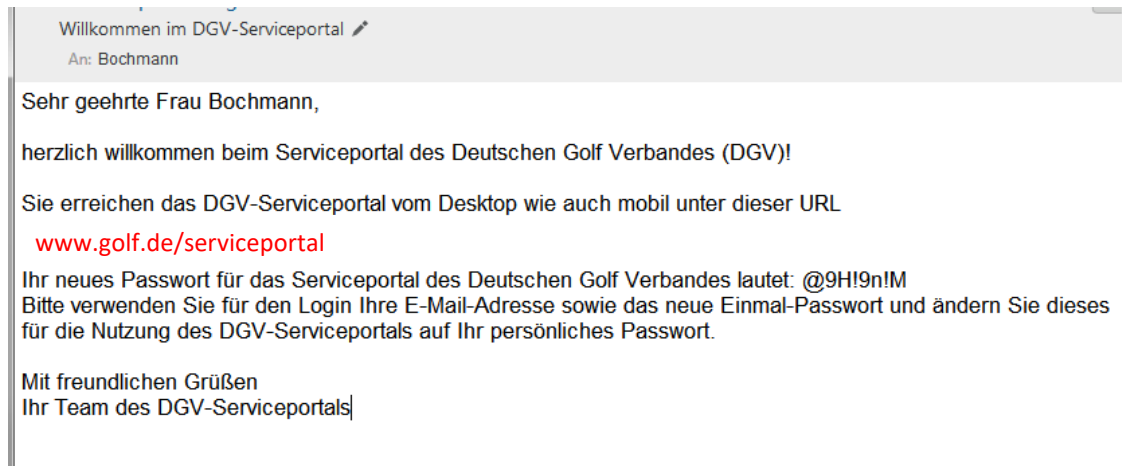 Willkommen im DGV-Serviceportal
An: Bochmann
Sehr geehrte Frau Bochmann,
herzlich willkommen beim Serviceportal des Deutschen Golf Verbandes (DGV)!
Sie erreichen das DGV-Serviceportal vom Desktop wie auch mobil unter dieser URL
www.golf.de/serviceportal
Ihr neues Passwort für das Serviceportal des Deutschen Golf Verbandes lautet: @9H!9n!M
Bitte verwenden Sie für den Login Ihre E-Mail-Adresse sowie das neue Einmal-Passwort und ändern Sie dieses
für die Nutzung des DGV-Serviceportals auf Ihr persönliches Passwort.
Mit freundlichen Grüßen
Ihr Team des DGV-Serviceportals